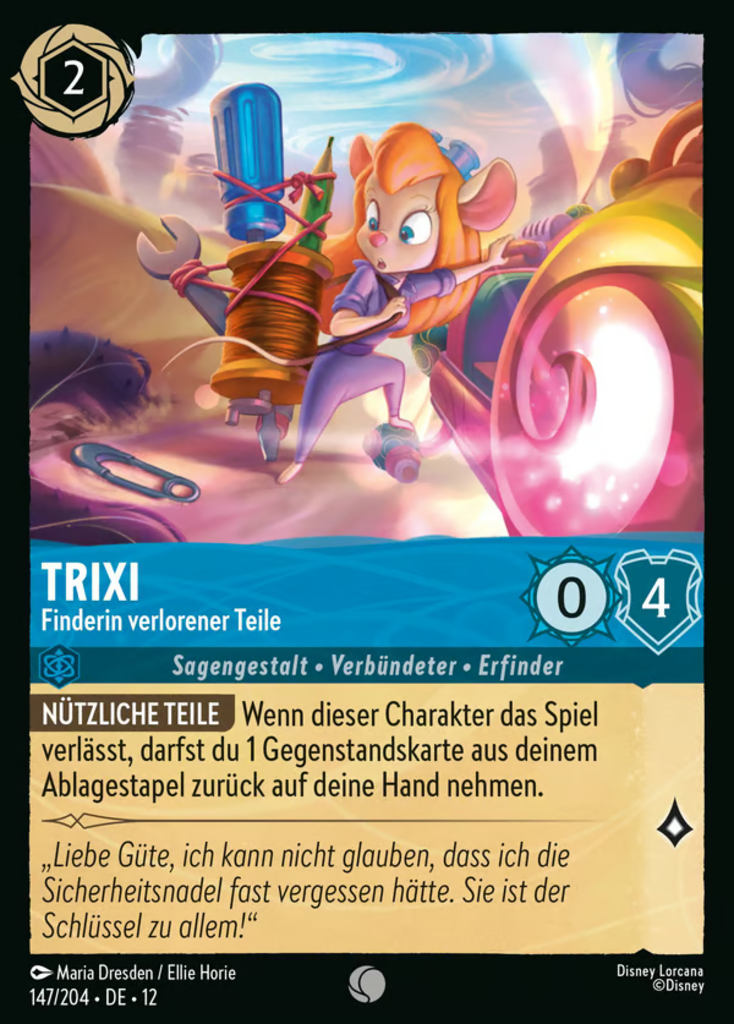 2
TRIXI
Finderin verlorener Teile
0
4
Sagengestalt • Verbündeter • Erfinder
NÜTZLICHE TEILE Wenn dieser Charakter das Spiel
verlässt, darfst du 1 Gegenstandskarte aus deinem
Ablagestapel zurück auf deine Hand nehmen.
„Liebe Güte, ich kann nicht glauben, dass ich die
Sicherheitsnadel fast vergessen hätte. Sie ist der
Schlüssel zu allem!“
Maria Dresden / Ellie Horie
147/204 • DE • 12
Disney Lorcana
©Disney